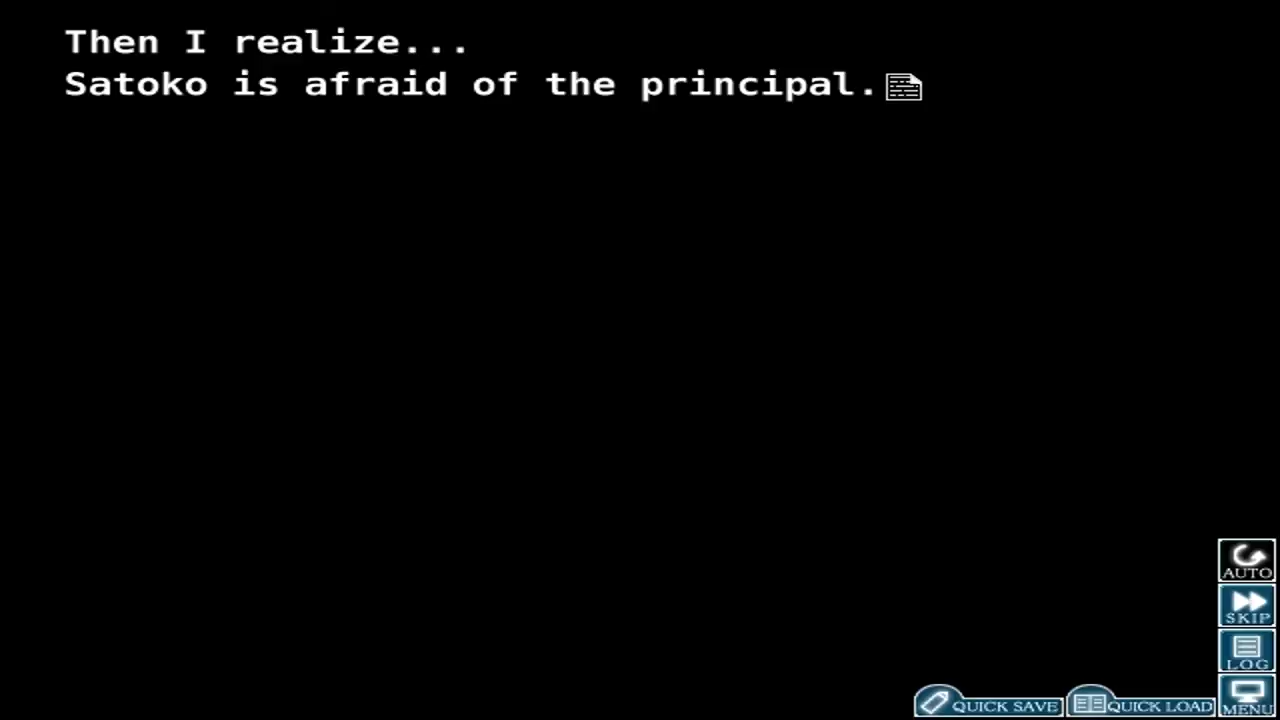 Then I realize...
Satoko is afraid of the principal.
AUTO
SKIP
LOG
QUICK SAVE
QUICK LOAD
MENU